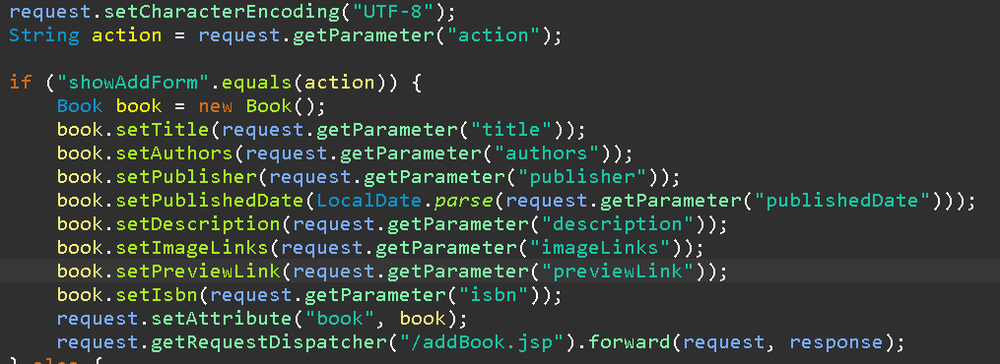 request.setCharacterEncoding("UTF-8");
String action = request.getParameter("action");
if ("showAddForm".equals(action)) {
Book book = new Book();
book.setTitle(request.getParameter("title"));
book.setAuthors(request.getParameter("authors"));
book.setPublisher(request.getParameter("publisher"));
book.setPublishedDate(LocalDate.parse(request.getParameter("publishedDate")));
book.setDescription(request.getParameter("description"));
book.setImageLinks(request.getParameter("imageLinks"));
book.setPreviewLink(request.getParameter("previewLink"));
book.setIsbn(request.getParameter("isbn"));
request.setAttribute("book", book);
request.getRequestDispatcher("/addBook.jsp").forward(request, response);
} else {